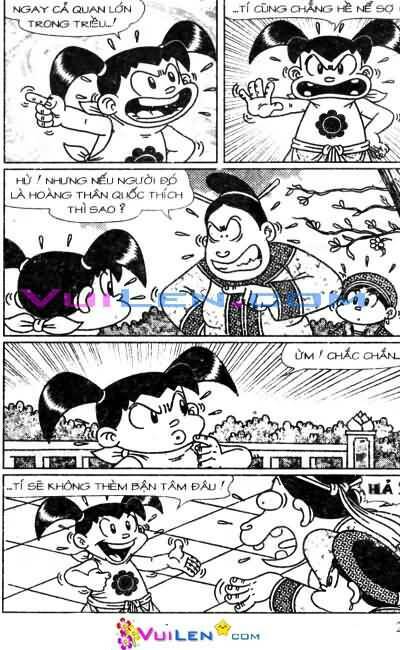 NGAY CẢ QUAN LỚN
TRONG TRIỀU...!
...TÍ CŨNG CHẲNG HỀ NỂ SỢ
HỪ! NHƯNG NẾU NGƯỜI ĐÓ
LÀ HOÀNG THÂN QUỐC THÍCH
THÌ SAO?
VUILEN.COM
ỪM! CHẮC CHẮN...
...TÍ SẼ KHÔNG THÈM BẬN TÂM ĐÂU!
HẢ
VUILEN.COM
2